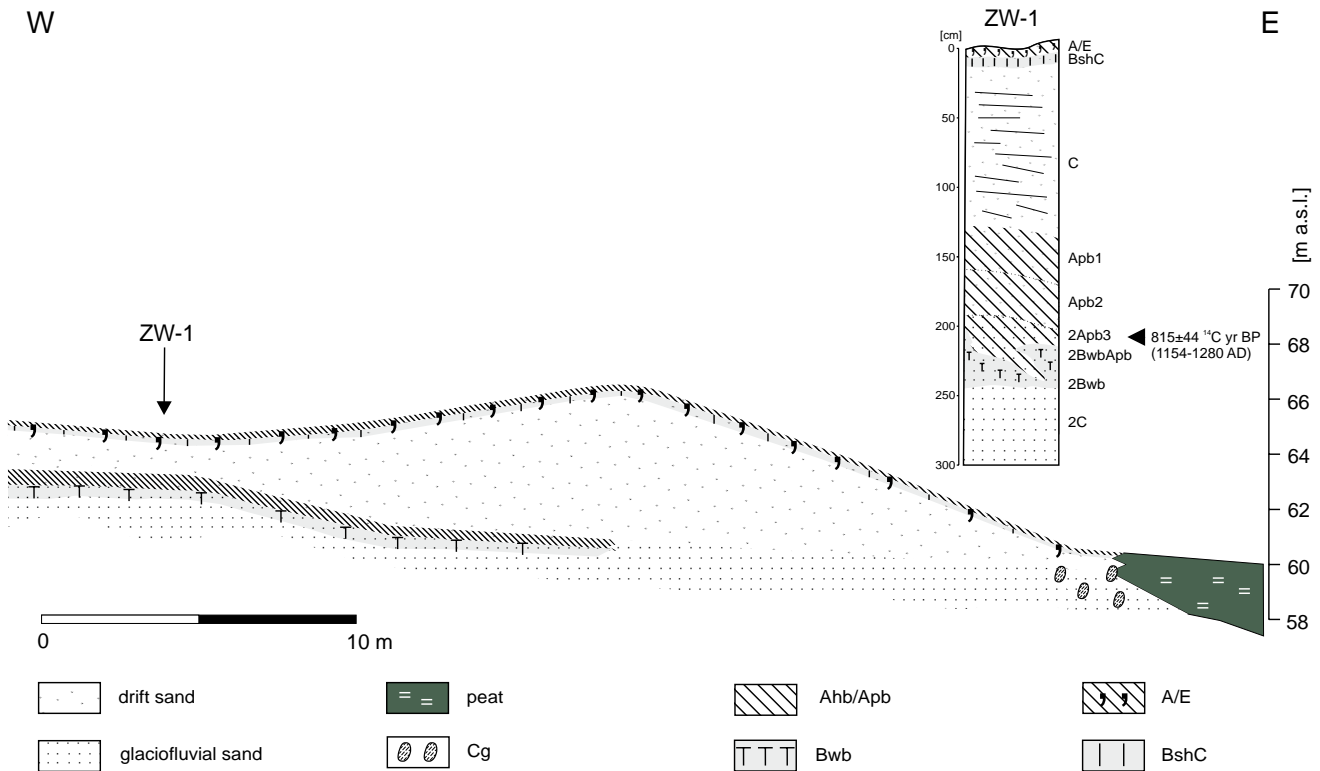 W
ZW-1
E
[cm]
0
A/E
BshC
50
C
100
150
Apb1
Apb2
200
2Apb3
815±44 ¹⁴C yr BP
(1154-1280 AD)
2BwbApb
2Bwb
250
2C
300
[m a.s.l.]
70
68
66
64
62
60
58
ZW-1
0
10 m
drift sand
peat
Ahb/Apb
A/E
glaciofluvial sand
Cg
Bwb
BshC